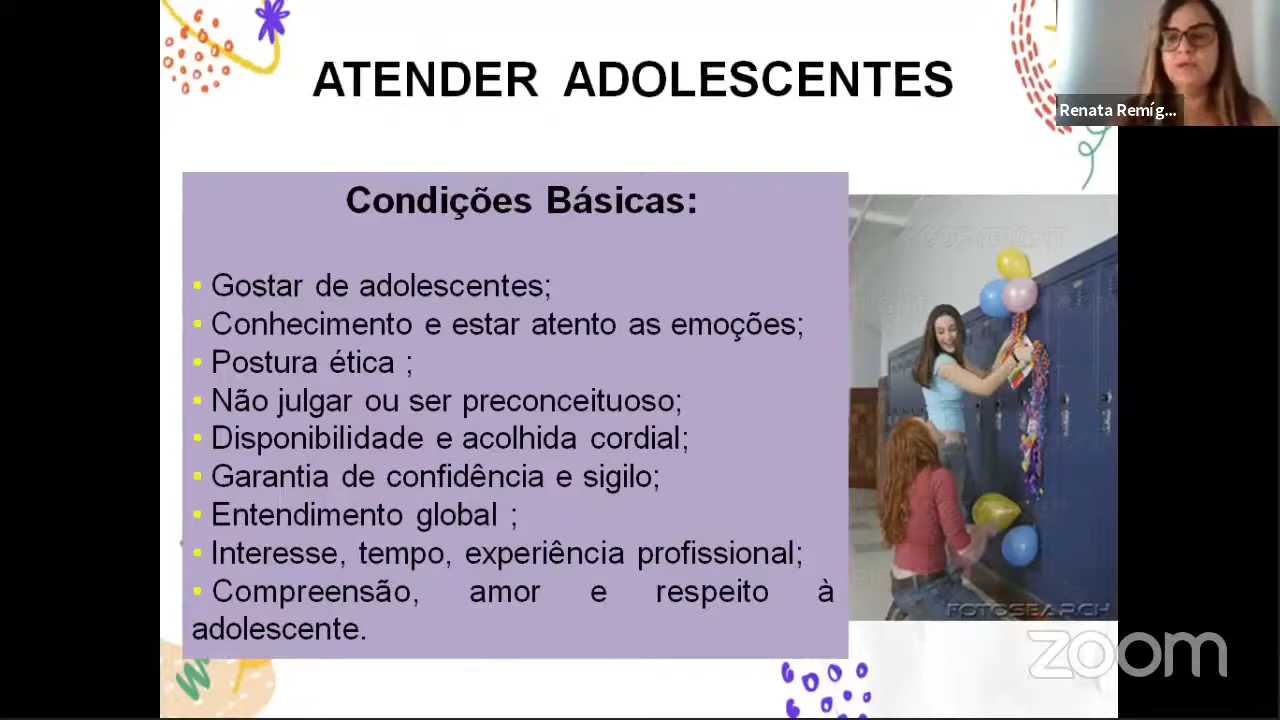 ATENDER ADOLESCENTES
Renata Remíg...
Condições Básicas:
• Gostar de adolescentes;
• Conhecimento e estar atento as emoções;
• Postura ética ;
• Não julgar ou ser preconceituoso;
• Disponibilidade e acolhida cordial;
• Garantia de confidência e sigilo;
• Entendimento global ;
• Interesse, tempo, experiência profissional;
• Compreensão, amor e respeito à
adolescente.
FOTOSEARCH
zoom